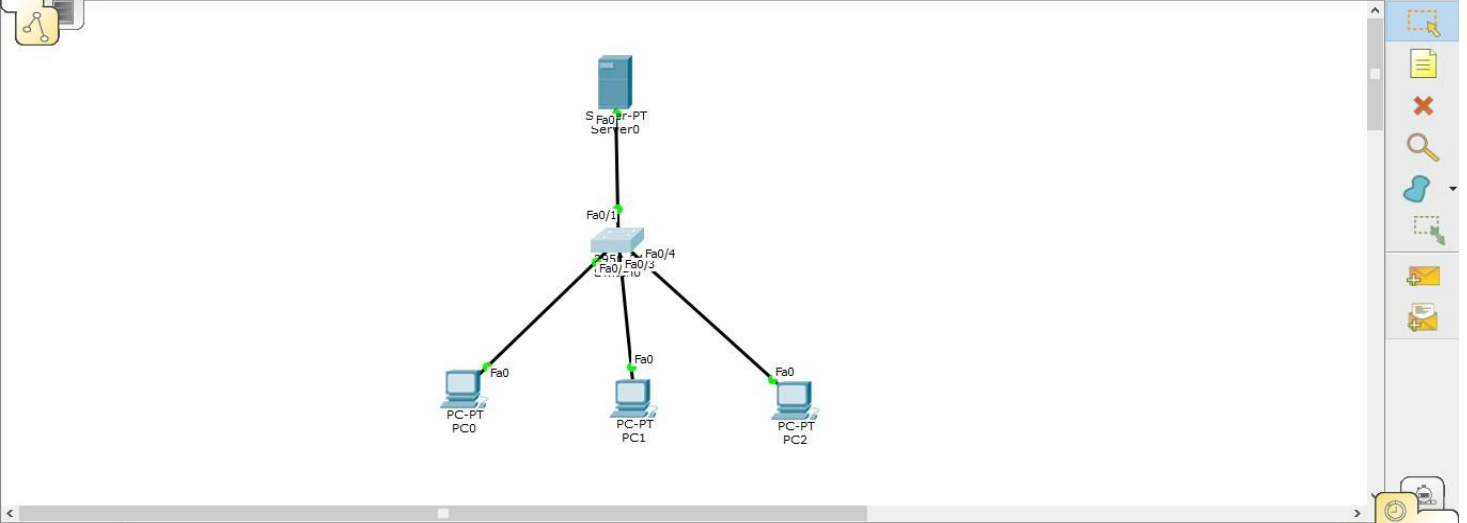 Fa0
Server0
Fa0/1
Fa0/4
Fa0/3
Fa0
PC-PT
PC0
Fa0
PC-PT
PC1
Fa0
PC-PT
PC2